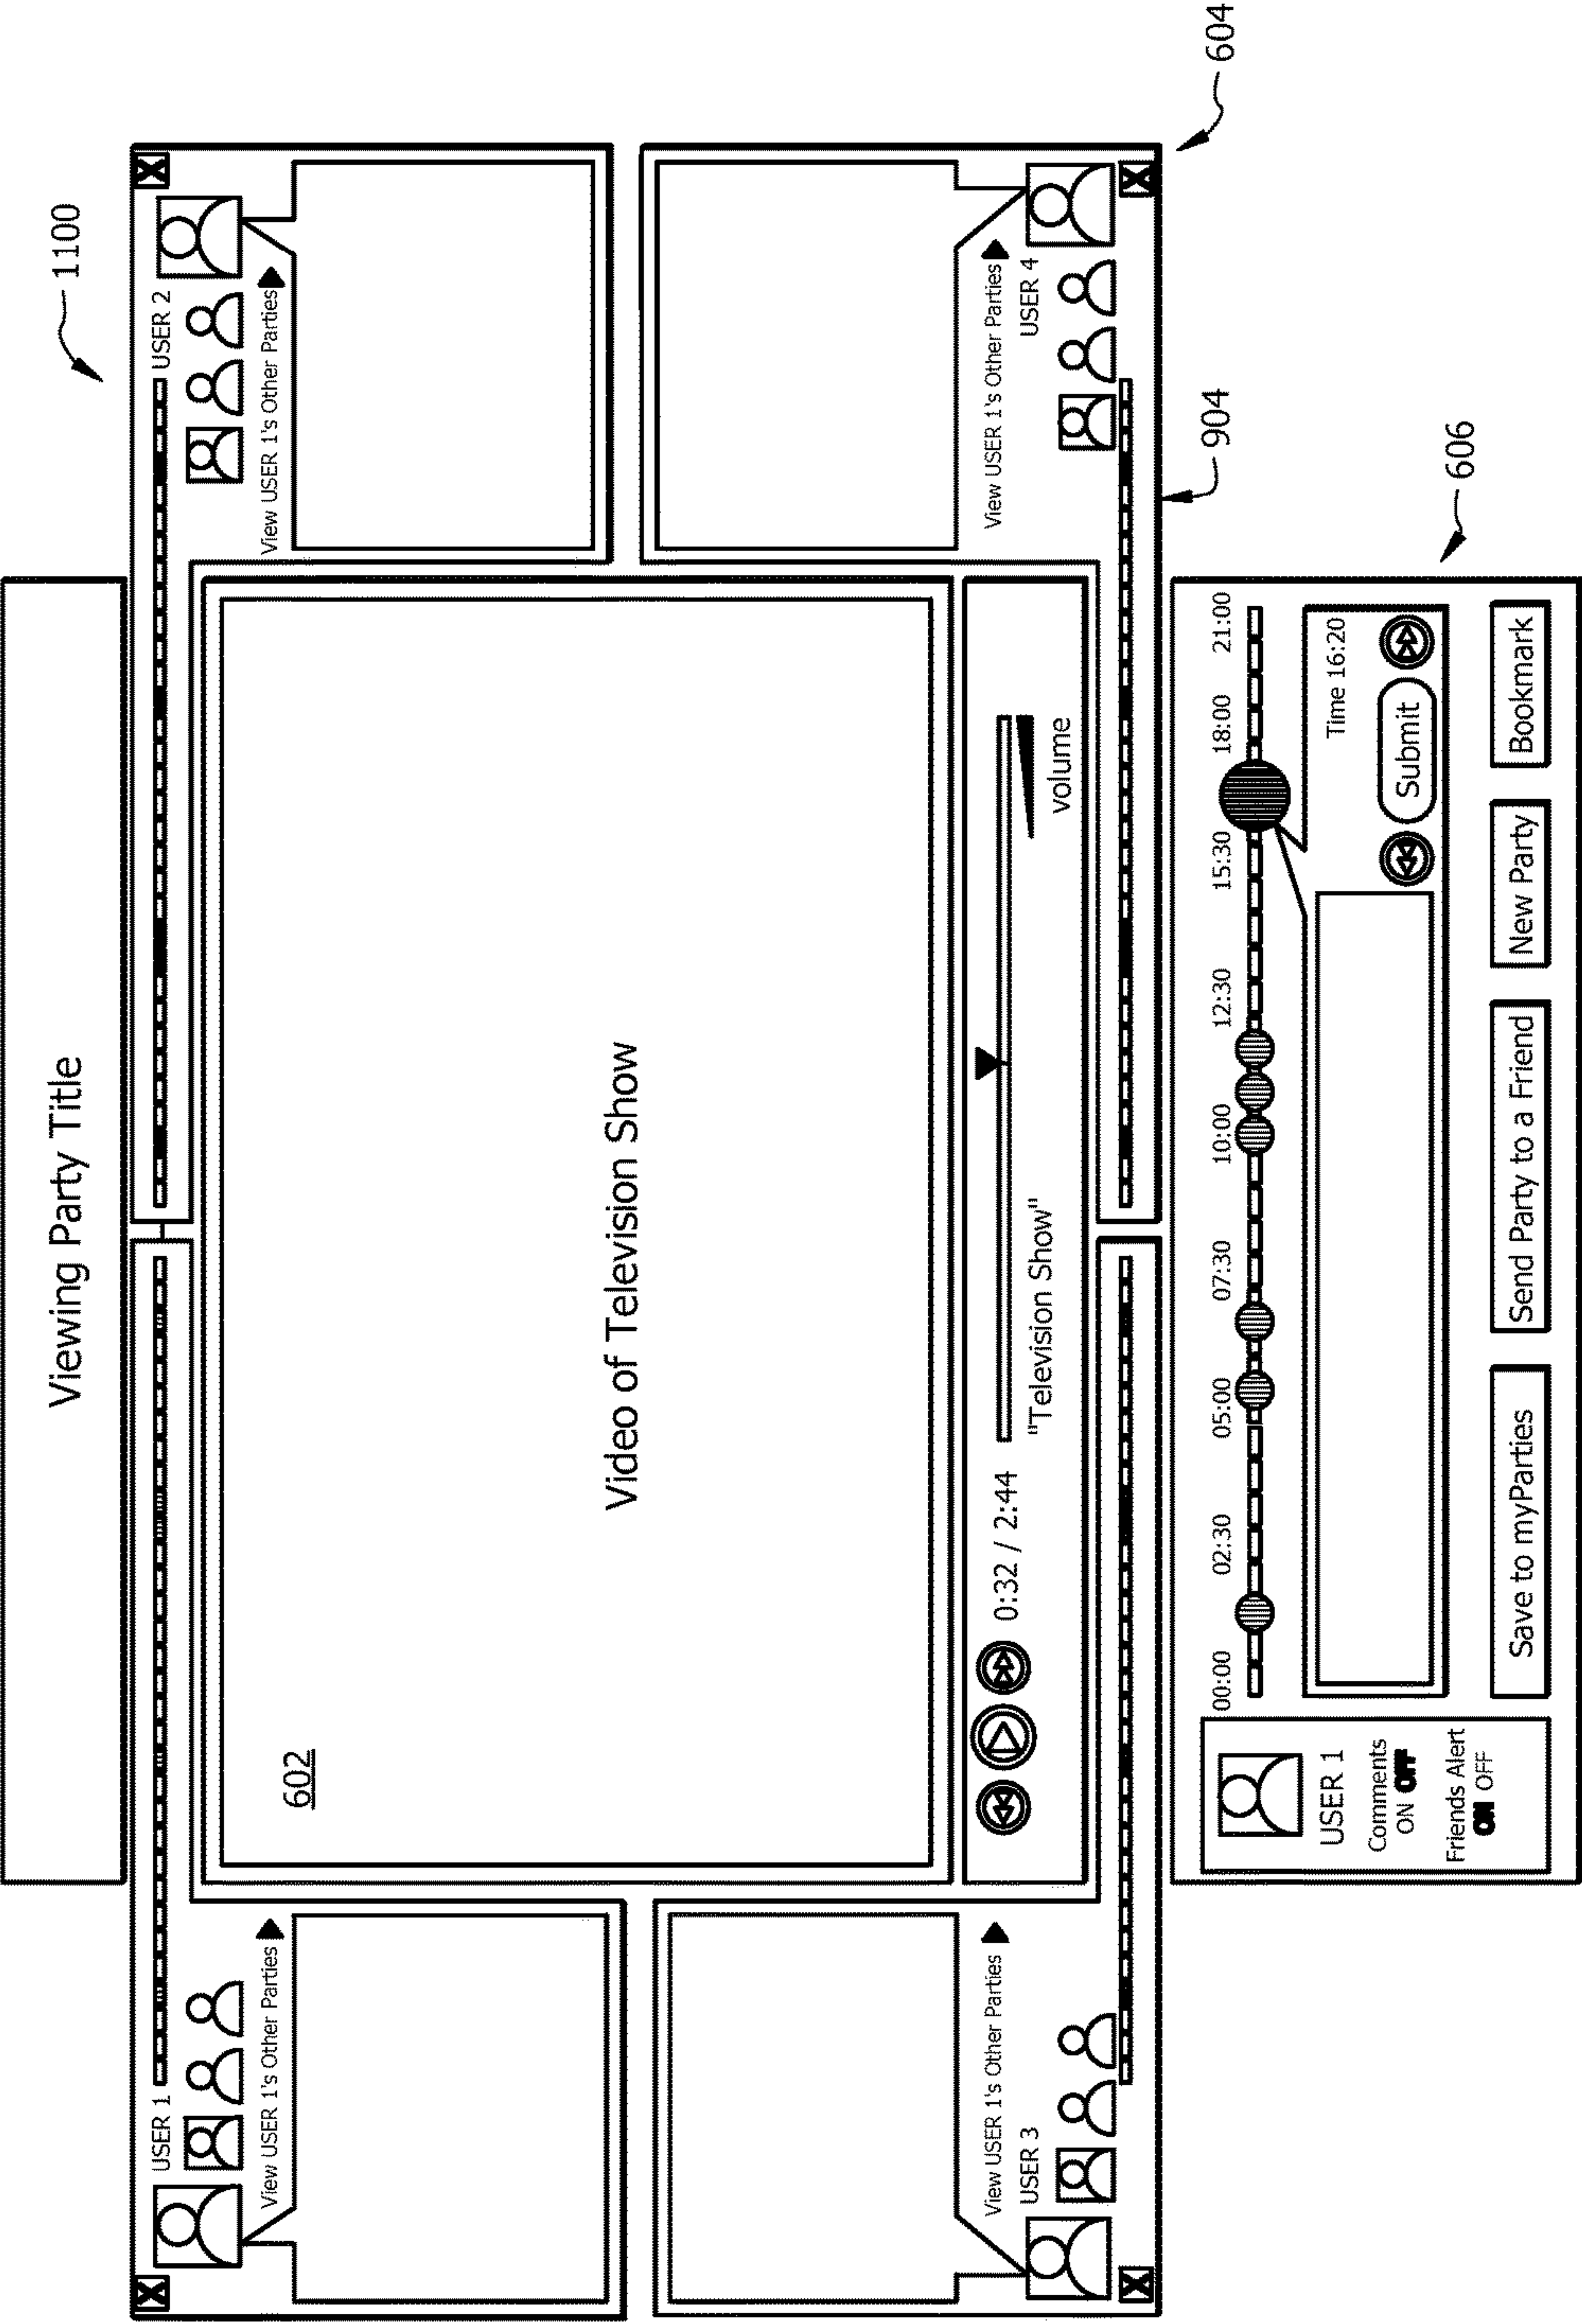 1100
Viewing Party Title
USER 1
View USER 1's Other Parties
USER 2
View USER 1's Other Parties
602
Video of Television Show
0:32 / 2:44
"Television Show"
volume
View USER 1's Other Parties
USER 3
View USER 1's Other Parties
USER 4
604
904
606
USER 1
Comments
ON OFF
Friends Alert
ON OFF
00:00 02:30 05:00 07:30 10:00 12:30 15:30 18:00 21:00
Time 16:20
Submit
Save to myParties
Send Party to a Friend
New Party
Bookmark